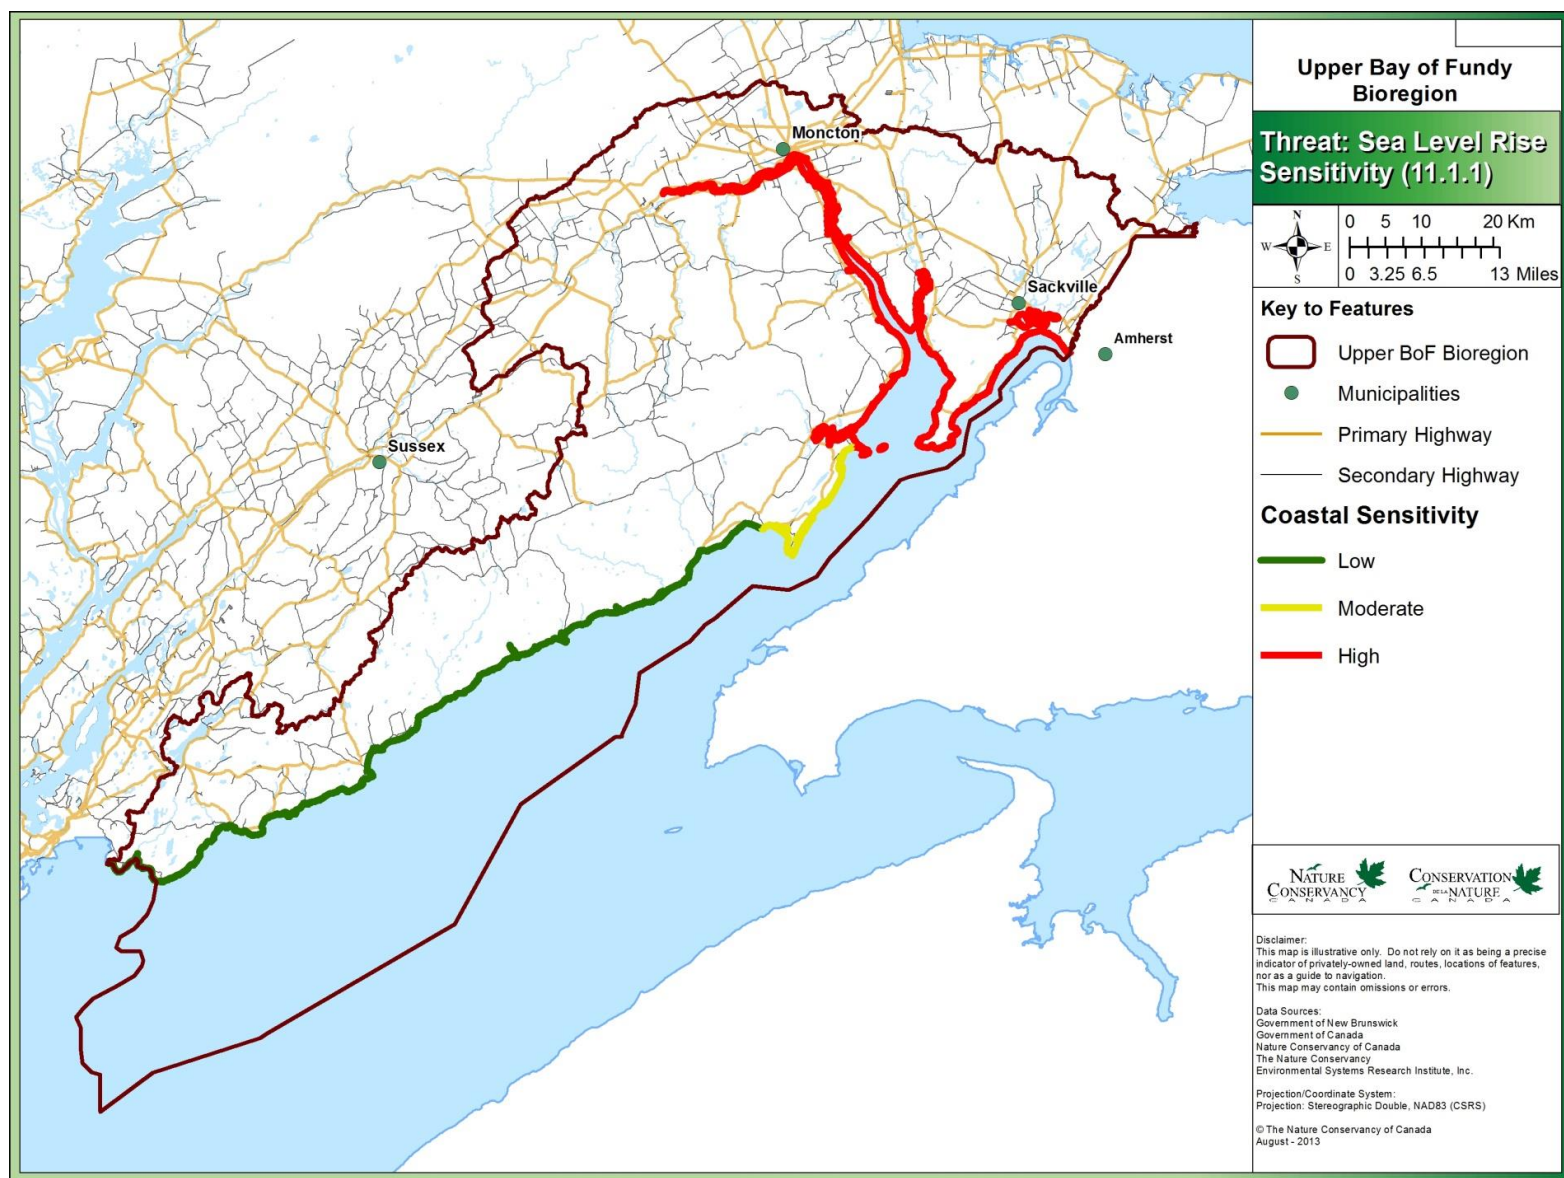 Moncton
Sackville
Amherst
Sussex
Upper Bay of Fundy
Bioregion
Threat: Sea Level Rise
Sensitivity (11.1.1)
N
W E
S
0 5 10 20 Km
0 3.25 6.5 13 Miles
Key to Features
Upper BoF Bioregion
Municipalities
Primary Highway
Secondary Highway
Coastal Sensitivity
Low
Moderate
High
NATURE
CONSERVANCY
CANADA
CONSERVATION
DE LA NATURE
CANADA
Disclaimer:
This map is illustrative only. Do not rely on it as being a precise
indicator of privately-owned land, routes, locations of features,
nor as a guide to navigation.
This map may contain omissions or errors.
Data Sources:
Government of New Brunswick
Government of Canada
Nature Conservancy of Canada
The Nature Conservancy
Environmental Systems Research Institute, Inc.
Projection/Coordinate System:
Projection: Stereographic Double, NAD83 (CSRS)
© The Nature Conservancy of Canada
August - 2013